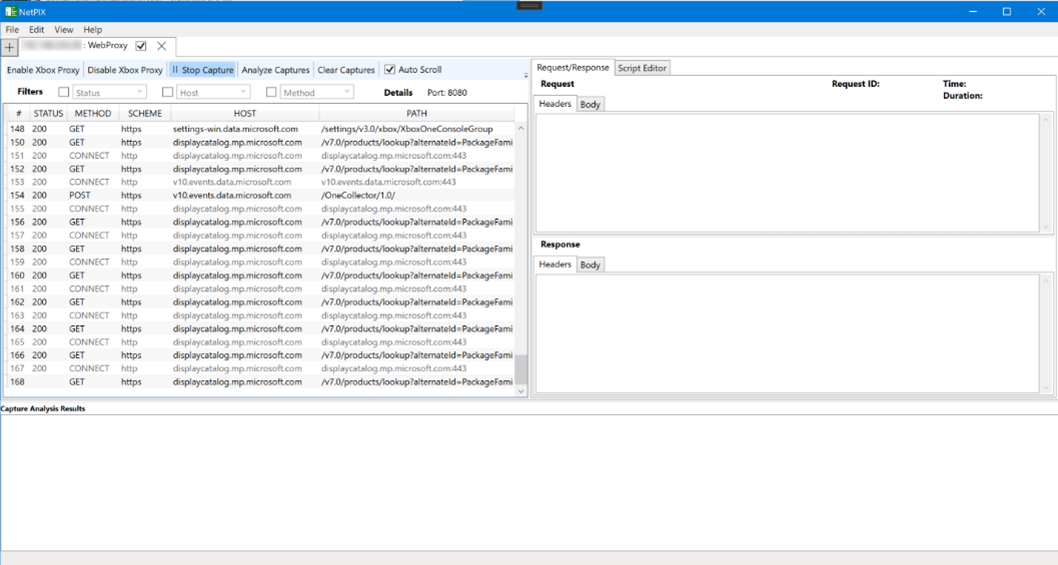 NetPIX
File Edit View Help
+ : WebProxy
Enable Xbox Proxy Disable Xbox Proxy Stop Capture Analyze Captures Clear Captures Auto Scroll
Filters Status Host Method Details Port: 8080
# STATUS METHOD SCHEME HOST PATH
148 200 GET https settings-win.data.microsoft.com /settings/v3.0/xbox/XboxOneConsoleGroup
150 200 GET https displaycatalog.mp.microsoft.com /v7.0/products/lookup?alternateId=PackageFami
151 200 CONNECT http displaycatalog.mp.microsoft.com displaycatalog.mp.microsoft.com:443
152 200 GET https displaycatalog.mp.microsoft.com /v7.0/products/lookup?alternateId=PackageFami
153 200 CONNECT http v10.events.data.microsoft.com v10.events.data.microsoft.com:443
154 200 POST https v10.events.data.microsoft.com /OneCollector/1.0/
155 200 CONNECT http displaycatalog.mp.microsoft.com displaycatalog.mp.microsoft.com:443
156 200 GET https displaycatalog.mp.microsoft.com /v7.0/products/lookup?alternateId=PackageFami
157 200 CONNECT http displaycatalog.mp.microsoft.com displaycatalog.mp.microsoft.com:443
158 200 GET https displaycatalog.mp.microsoft.com /v7.0/products/lookup?alternateId=PackageFami
159 200 CONNECT http displaycatalog.mp.microsoft.com displaycatalog.mp.microsoft.com:443
160 200 GET https displaycatalog.mp.microsoft.com /v7.0/products/lookup?alternateId=PackageFami
161 200 CONNECT http displaycatalog.mp.microsoft.com displaycatalog.mp.microsoft.com:443
162 200 GET https displaycatalog.mp.microsoft.com /v7.0/products/lookup?alternateId=PackageFami
163 200 CONNECT http displaycatalog.mp.microsoft.com displaycatalog.mp.microsoft.com:443
164 200 GET https displaycatalog.mp.microsoft.com /v7.0/products/lookup?alternateId=PackageFami
165 200 CONNECT http displaycatalog.mp.microsoft.com displaycatalog.mp.microsoft.com:443
166 200 GET https displaycatalog.mp.microsoft.com /v7.0/products/lookup?alternateId=PackageFami
167 200 CONNECT http displaycatalog.mp.microsoft.com displaycatalog.mp.microsoft.com:443
168 GET https displaycatalog.mp.microsoft.com /v7.0/products/lookup?alternateId=PackageFami
Request/Response Script Editor
Request Request ID: Time:
Duration:
Headers Body
Response
Headers Body
Capture Analysis Results